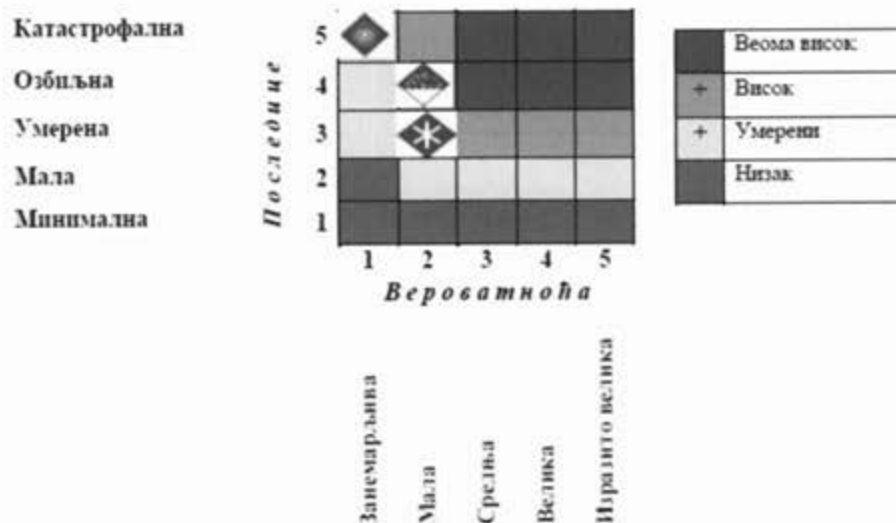 Катастрофална
Озбиљна
Умерена
Мала
Минимална
Последице
5
4
3
2
1
1 2 3 4 5
Вероватноћа
Занемарљива
Мала
Средња
Велика
Изразито велика
Веома висок
+ Висок
+ Умерени
Низак